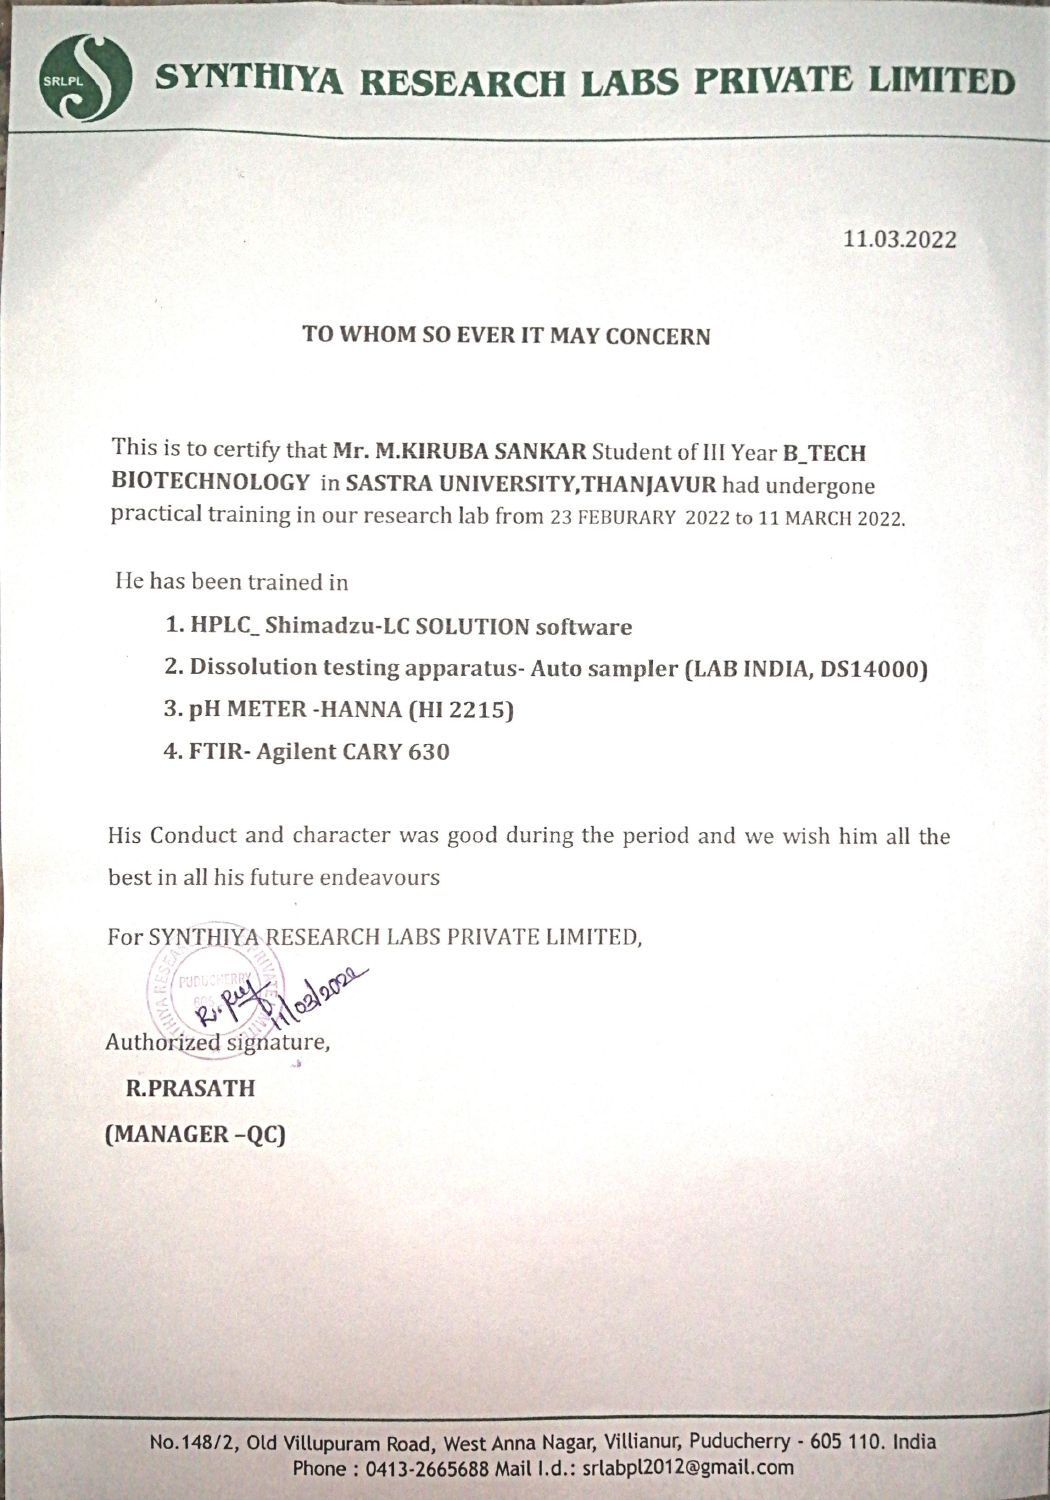 SRLPL
SYNTHIYA RESEARCH LABS PRIVATE LIMITED
11.03.2022
TO WHOM SO EVER IT MAY CONCERN
This is to certify that Mr. M.KIRUBA SANKAR Student of III Year B_TECH
BIOTECHNOLOGY in SASTRA UNIVERSITY,THANJAVUR had undergone
practical training in our research lab from 23 FEBURARY 2022 to 11 MARCH 2022.
He has been trained in
1. HPLC_ Shimadzu-LC SOLUTION software
2. Dissolution testing apparatus- Auto sampler (LAB INDIA, DS14000)
3. pH METER -HANNA (HI 2215)
4. FTIR- Agilent CARY 630
His Conduct and character was good during the period and we wish him all the
best in all his future endeavours
For SYNTHIYA RESEARCH LABS PRIVATE LIMITED,
PUDUCHERRY
11/03/2022
Authorized signature,
R.PRASATH
(MANAGER –QC)
No.148/2, Old Villupuram Road, West Anna Nagar, Villianur, Puducherry - 605 110. India
Phone : 0413-2665688 Mail I.d.: srlabpl2012@gmail.com